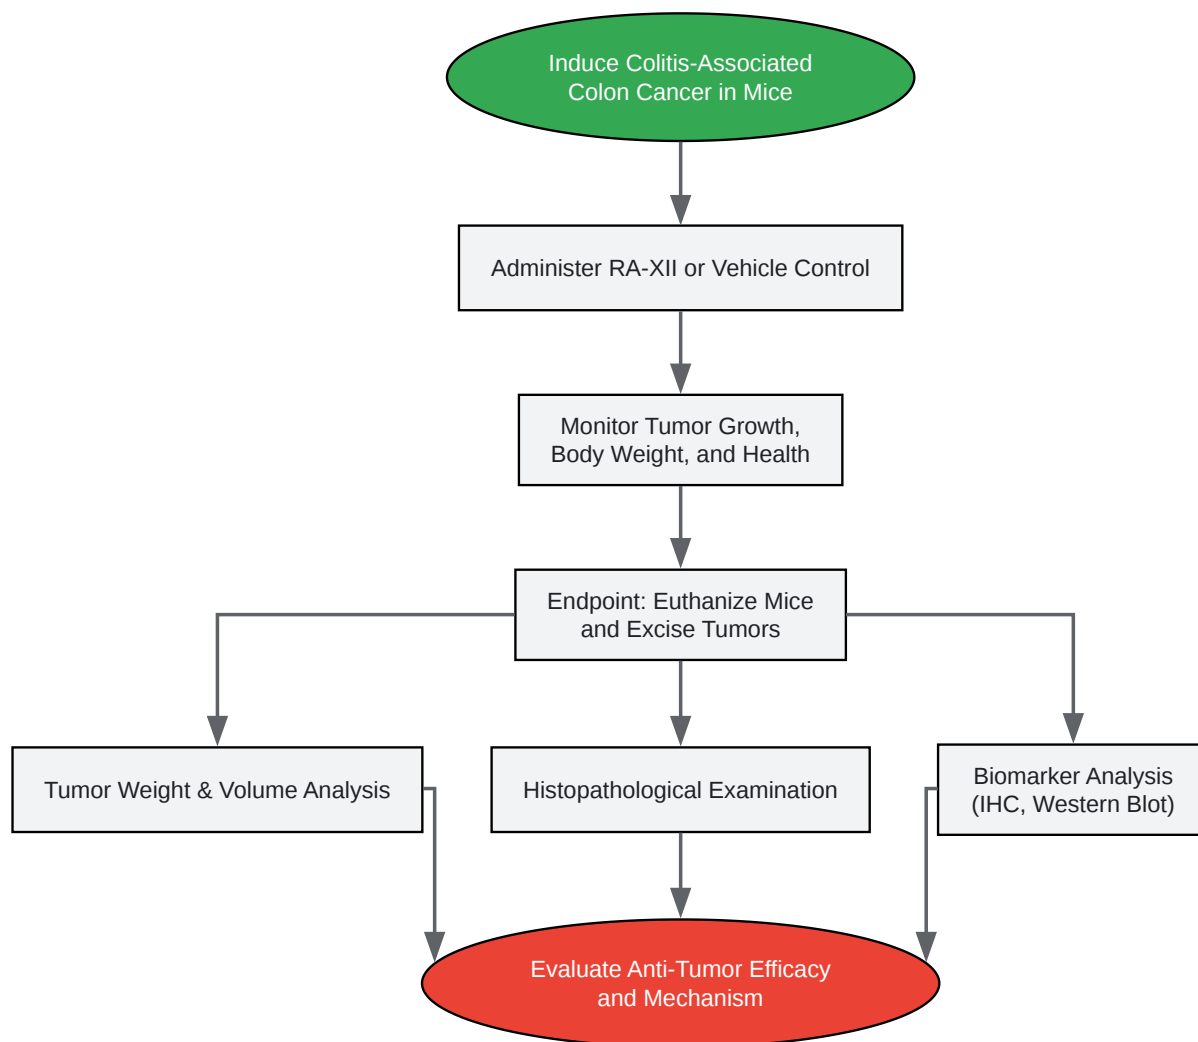 Induce Colitis-Associated
Colon Cancer in Mice
Administer RA-XII or Vehicle Control
Monitor Tumor Growth,
Body Weight, and Health
Endpoint: Euthanize Mice
and Excise Tumors
Tumor Weight & Volume Analysis
Histopathological Examination
Biomarker Analysis
(IHC, Western Blot)
Evaluate Anti-Tumor Efficacy
and Mechanism